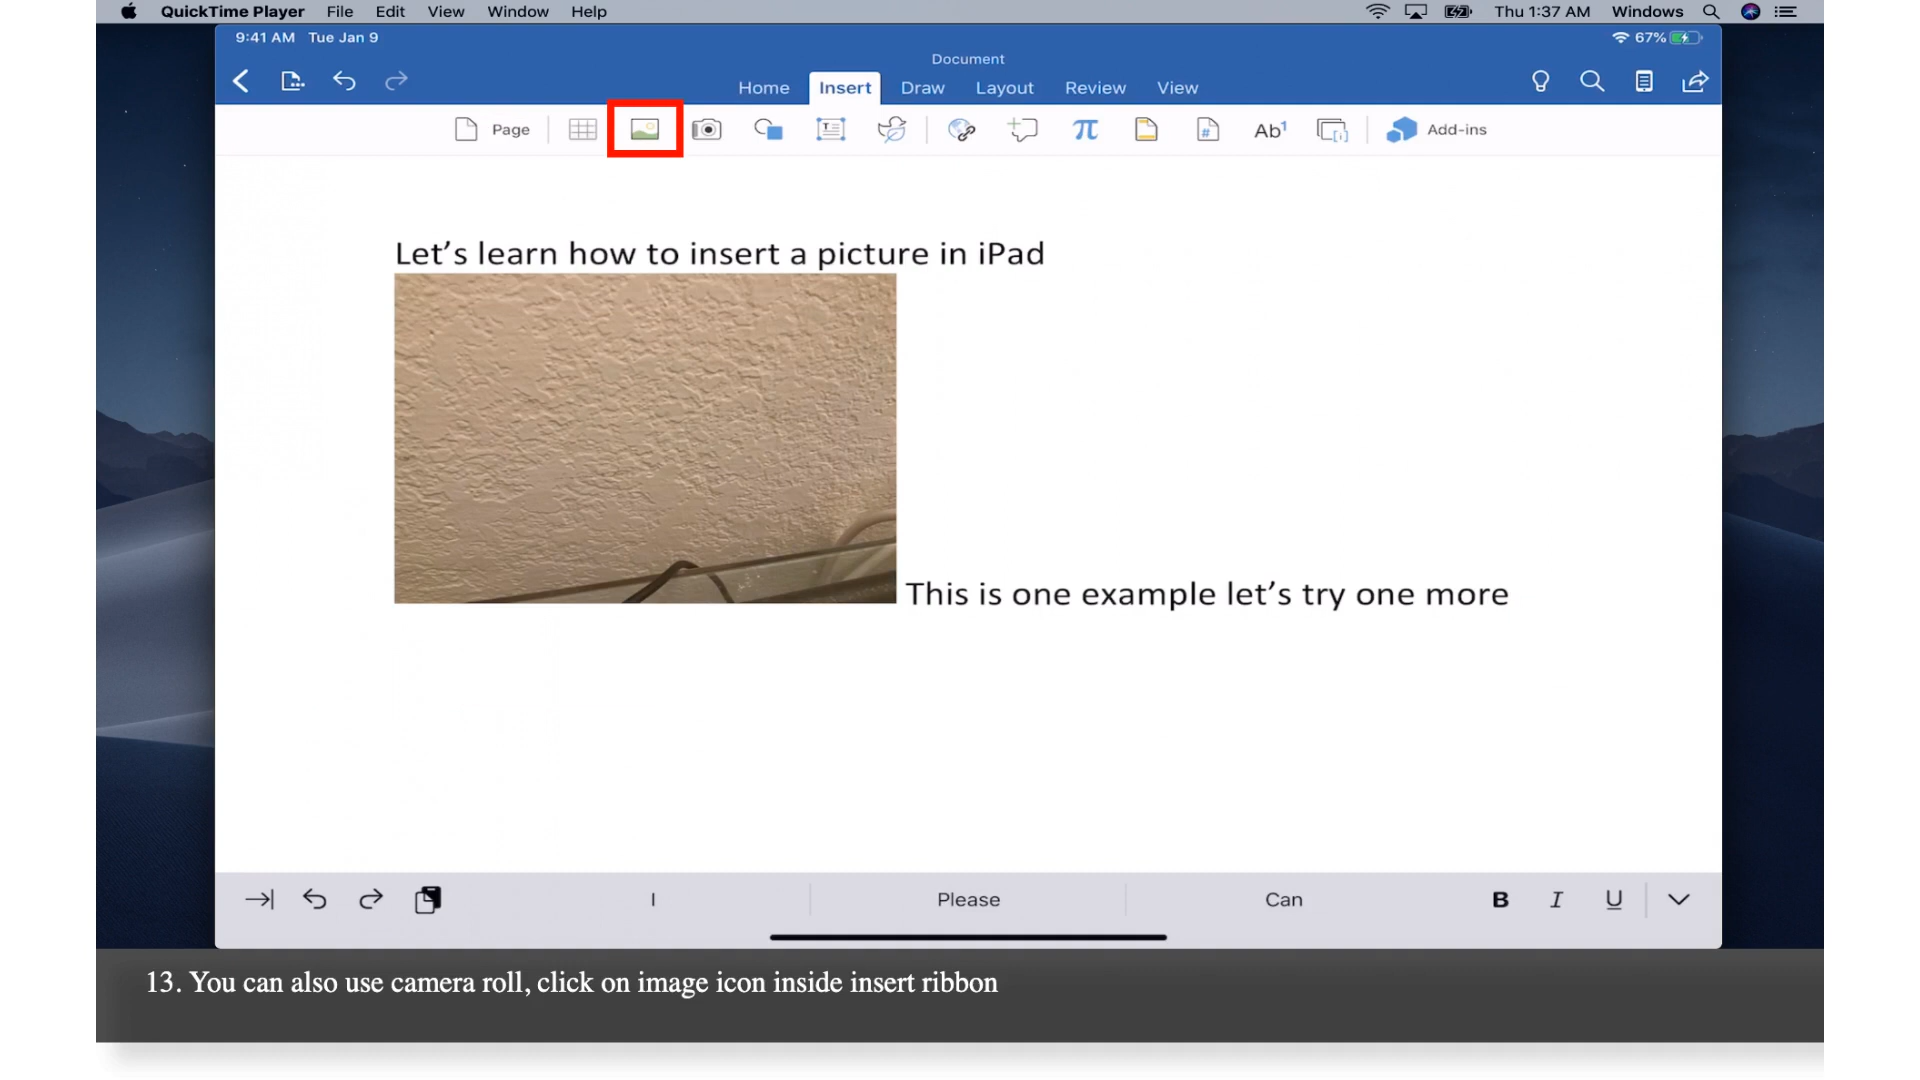 QuickTime Player File Edit View Window Help Thu 1:37 AM Windows
9:41 AM Tue Jan 9 67%
Document
Home Insert Draw Layout Review View
Page Ab¹ Add-ins
Let's learn how to insert a picture in iPad
This is one example let's try one more
I Please Can B I U
13. You can also use camera roll, click on image icon inside insert ribbon